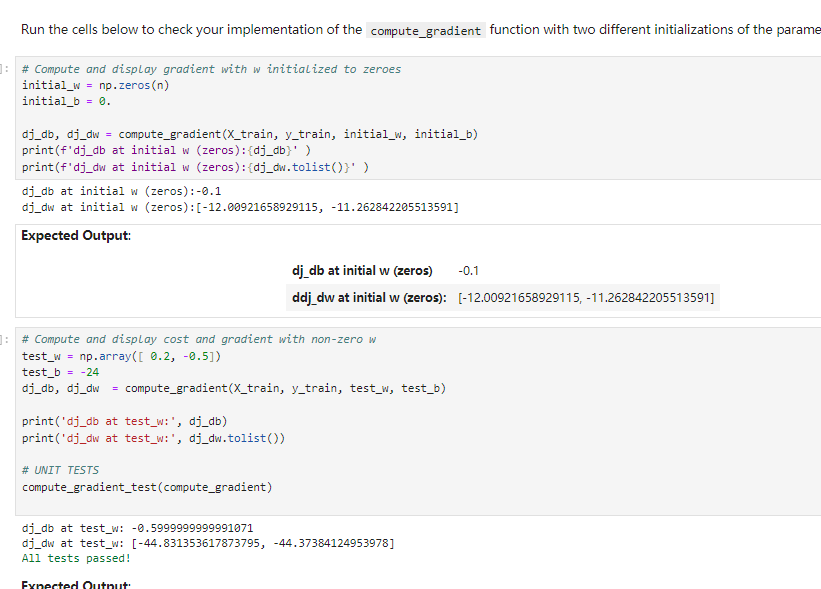 Run the cells below to check your implementation of the compute_gradient function with two different initializations of the parame
]:
# Compute and display gradient with w initialized to zeroes
initial_w = np.zeros(n)
initial_b = 0.
dj_db, dj_dw = compute_gradient(X_train, y_train, initial_w, initial_b)
print(f'dj_db at initial w (zeros):{dj_db}' )
print(f'dj_dw at initial w (zeros):{dj_dw.tolist()}' )
dj_db at initial w (zeros):-0.1
dj_dw at initial w (zeros):[-12.00921658929115, -11.262842205513591]
Expected Output:
dj_db at initial w (zeros) -0.1
ddj_dw at initial w (zeros): [-12.00921658929115, -11.262842205513591]
]:
# Compute and display cost and gradient with non-zero w
test_w = np.array([ 0.2, -0.5])
test_b = -24
dj_db, dj_dw  = compute_gradient(X_train, y_train, test_w, test_b)
print('dj_db at test_w:', dj_db)
print('dj_dw at test_w:', dj_dw.tolist())
# UNIT TESTS
compute_gradient_test(compute_gradient)
dj_db at test_w: -0.5999999999991071
dj_dw at test_w: [-44.831353617873795, -44.37384124953978]
All tests passed!
Expected Output: